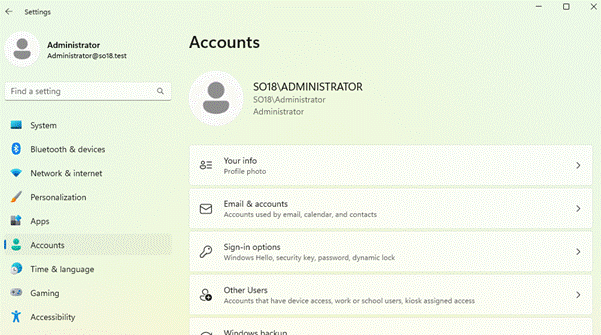 Settings
Administrator
Administrator@so18.test
Find a setting
System
Bluetooth & devices
Network & internet
Personalization
Apps
Accounts
Time & language
Gaming
Accessibility
Accounts
SO18\ADMINISTRATOR
SO18\Administrator
Administrator
Your info
Profile photo
Email & accounts
Accounts used by email, calendar, and contacts
Sign-in options
Windows Hello, security key, password, dynamic lock
Other Users
Accounts that have device access, work or school users, kiosk assigned access
Windows backup